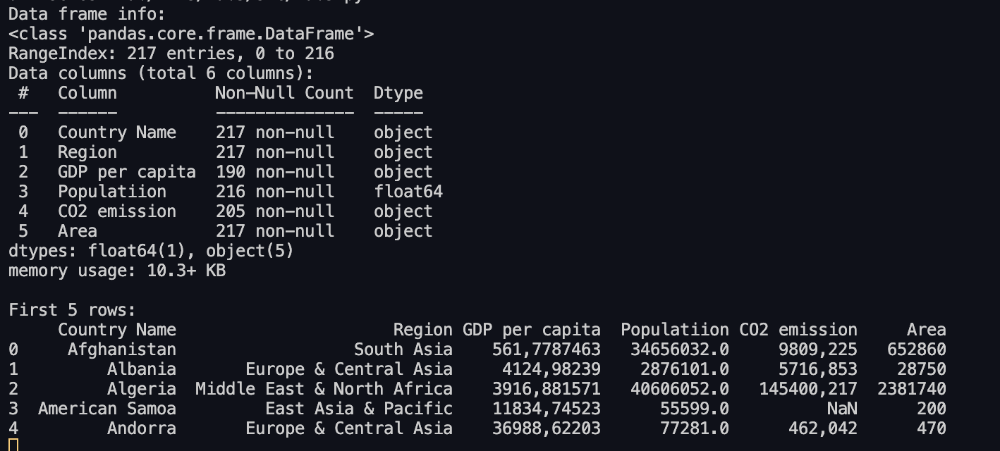 Data frame info:
<class 'pandas.core.frame.DataFrame'>
RangeIndex: 217 entries, 0 to 216
Data columns (total 6 columns):
 #   Column          Non-Null Count  Dtype
---  ------          --------------  -----
 0   Country Name    217 non-null    object
 1   Region          217 non-null    object
 2   GDP per capita  190 non-null    object
 3   Populatiion     216 non-null    float64
 4   CO2 emission    205 non-null    object
 5   Area            217 non-null    object
dtypes: float64(1), object(5)
memory usage: 10.3+ KB

First 5 rows:
     Country Name                      Region GDP per capita  Populatiion CO2 emission     Area
0     Afghanistan                  South Asia    561,7787463   34656032.0     9809,225   652860
1         Albania       Europe & Central Asia     4124,98239    2876101.0     5716,853    28750
2         Algeria  Middle East & North Africa    3916,881571   40606052.0   145400,217  2381740
3  American Samoa         East Asia & Pacific    11834,74523      55599.0          NaN      200
4         Andorra       Europe & Central Asia    36988,62203      77281.0      462,042      470